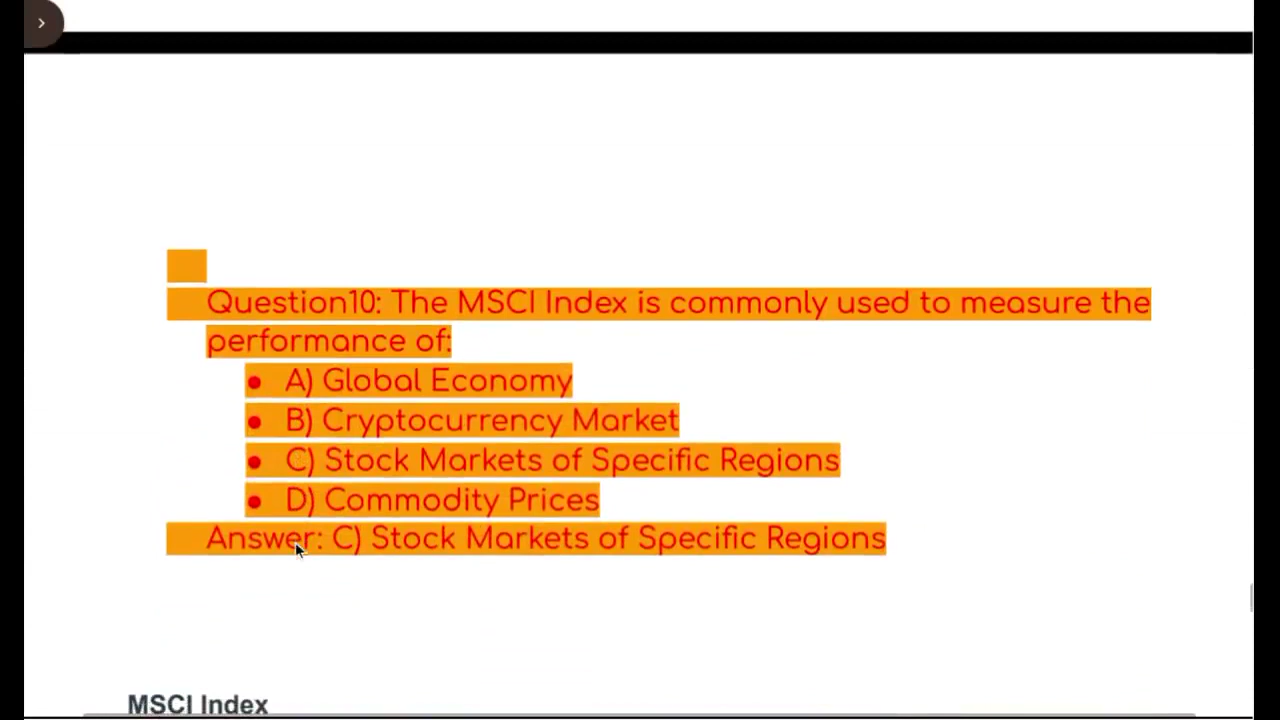 Question10: The MSCI Index is commonly used to measure the
performance of:
● A) Global Economy
● B) Cryptocurrency Market
● C) Stock Markets of Specific Regions
● D) Commodity Prices
Answer: C) Stock Markets of Specific Regions
MSCI Index